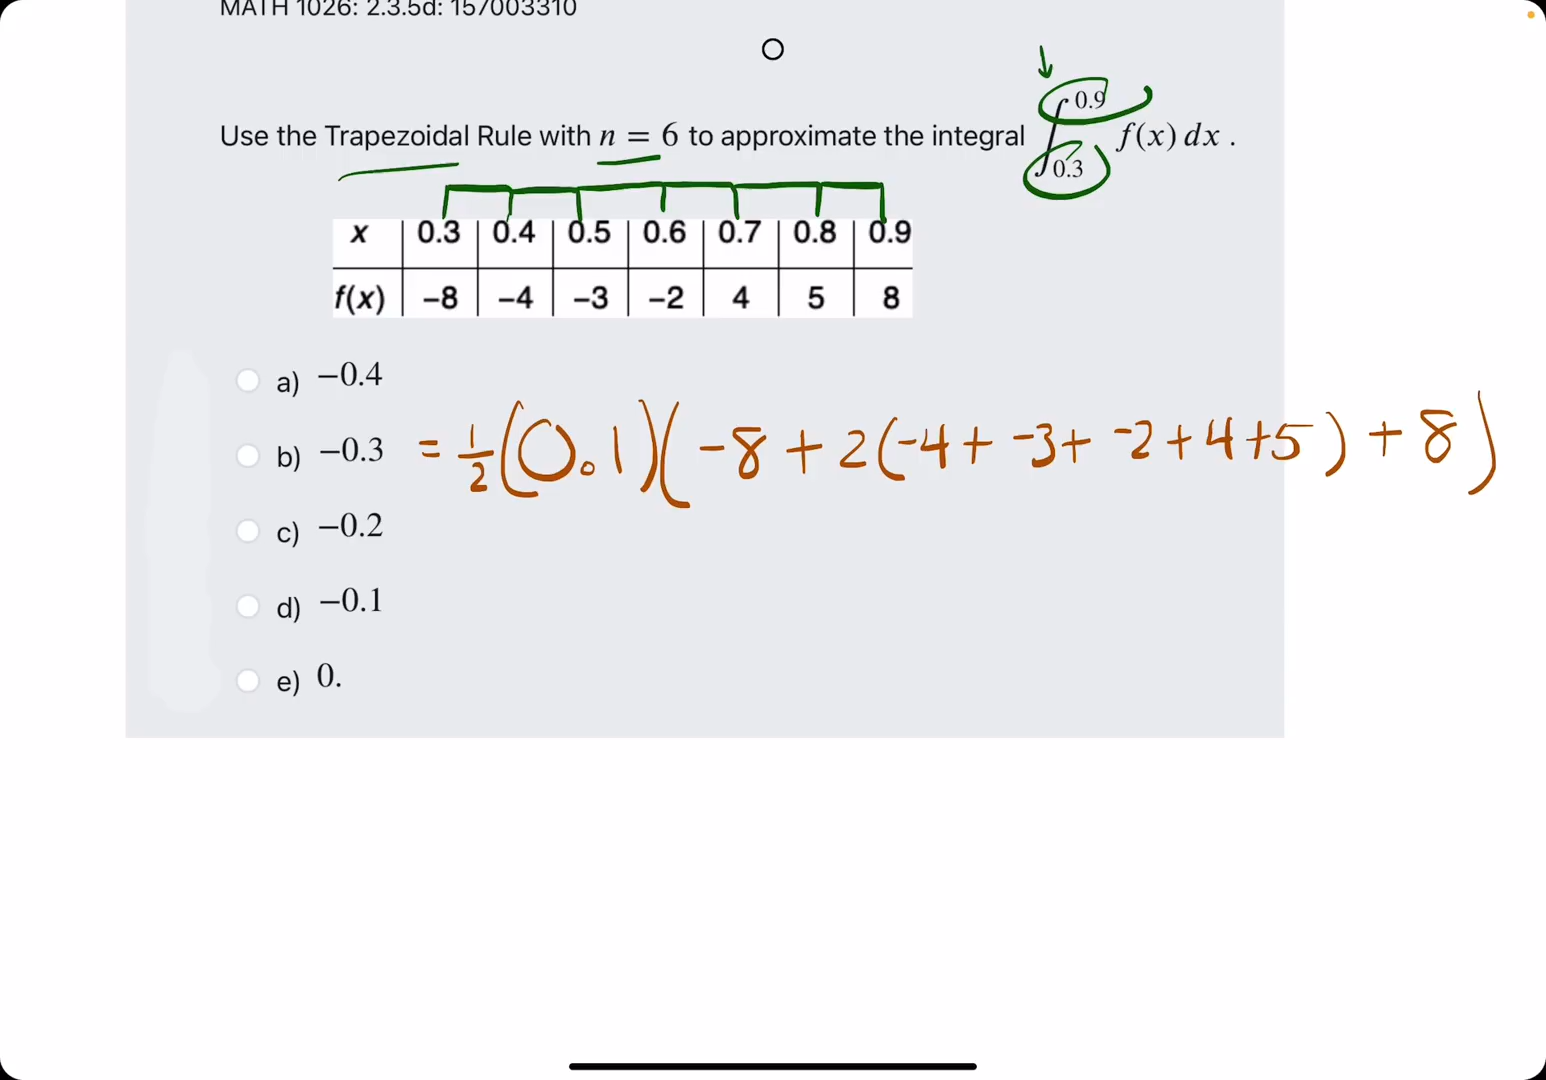 MATH 1026: 2.3.5d: 157003310
Use the Trapezoidal Rule with n = 6 to approximate the integral ∫_{0.3}^{0.9} f(x) dx .
x | 0.3 | 0.4 | 0.5 | 0.6 | 0.7 | 0.8 | 0.9
f(x) | −8 | −4 | −3 | −2 | 4 | 5 | 8
a) −0.4
b) −0.3
= 1/2 (0.1)(-8 + 2(-4 + -3 + -2 + 4 + 5) + 8)
c) −0.2
d) −0.1
e) 0.